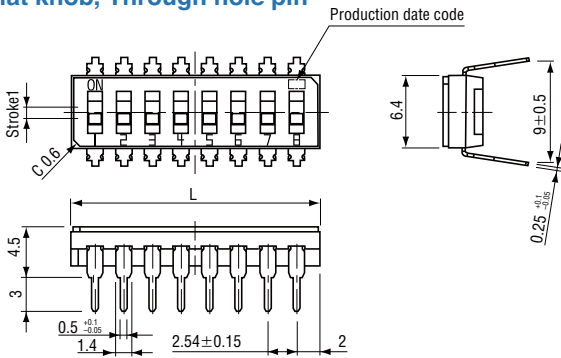 nat knob, Through hole pin
Production date code
ON
Stroke1
1 2 3 4 5 6 7 8
C 0.6
6.4
9±0.5
0.25 +0.1 -0.05
L
4.5
3
0.5 +0.1 -0.05
1.4
2.54±0.15
2